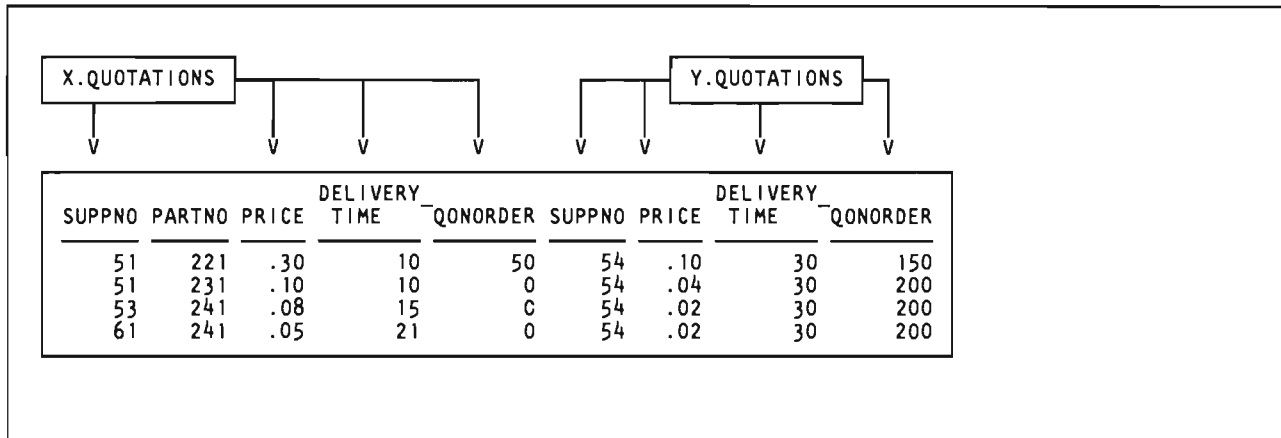 X.QUOTATIONS Y.QUOTATIONS
V V V V V V V V
DELIVERY_ DELIVERY_
SUPPNO PARTNO PRICE TIME QONORDER SUPPNO PRICE TIME QONORDER
51 221 .30 10 50 54 .10 30 150
51 231 .10 10 0 54 .04 30 200
53 241 .08 15 C 54 .02 30 200
61 241 .05 21 0 54 .02 30 200